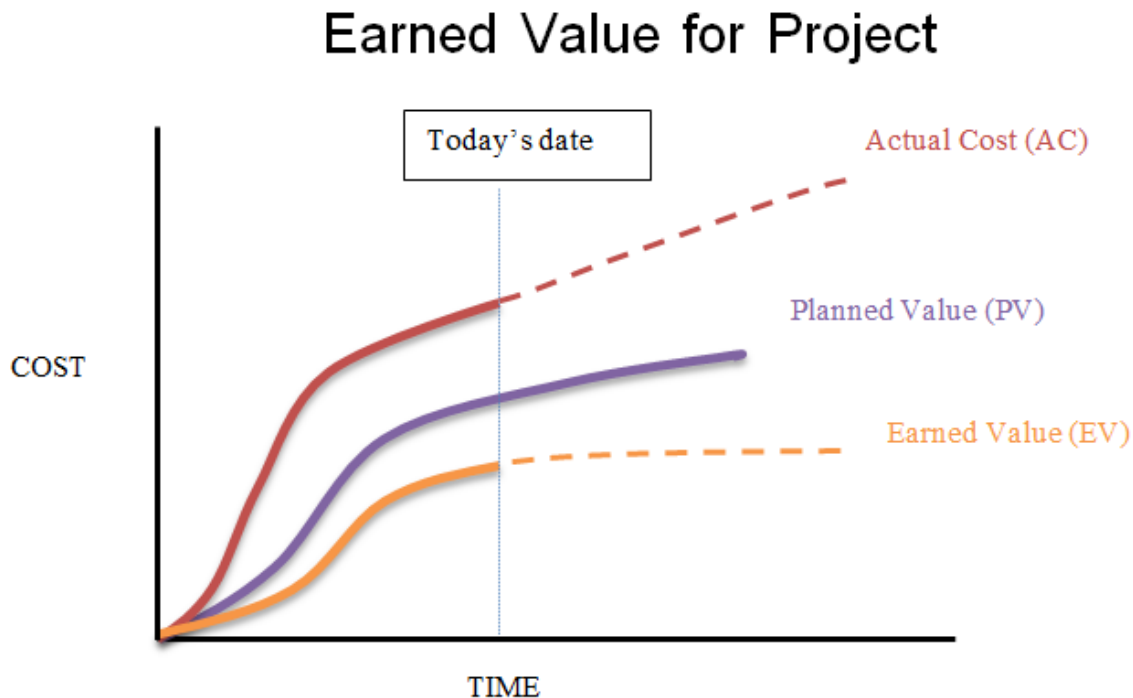 Earned Value for Project
Today’s date
Actual Cost (AC)
Planned Value (PV)
COST
Earned Value (EV)
TIME